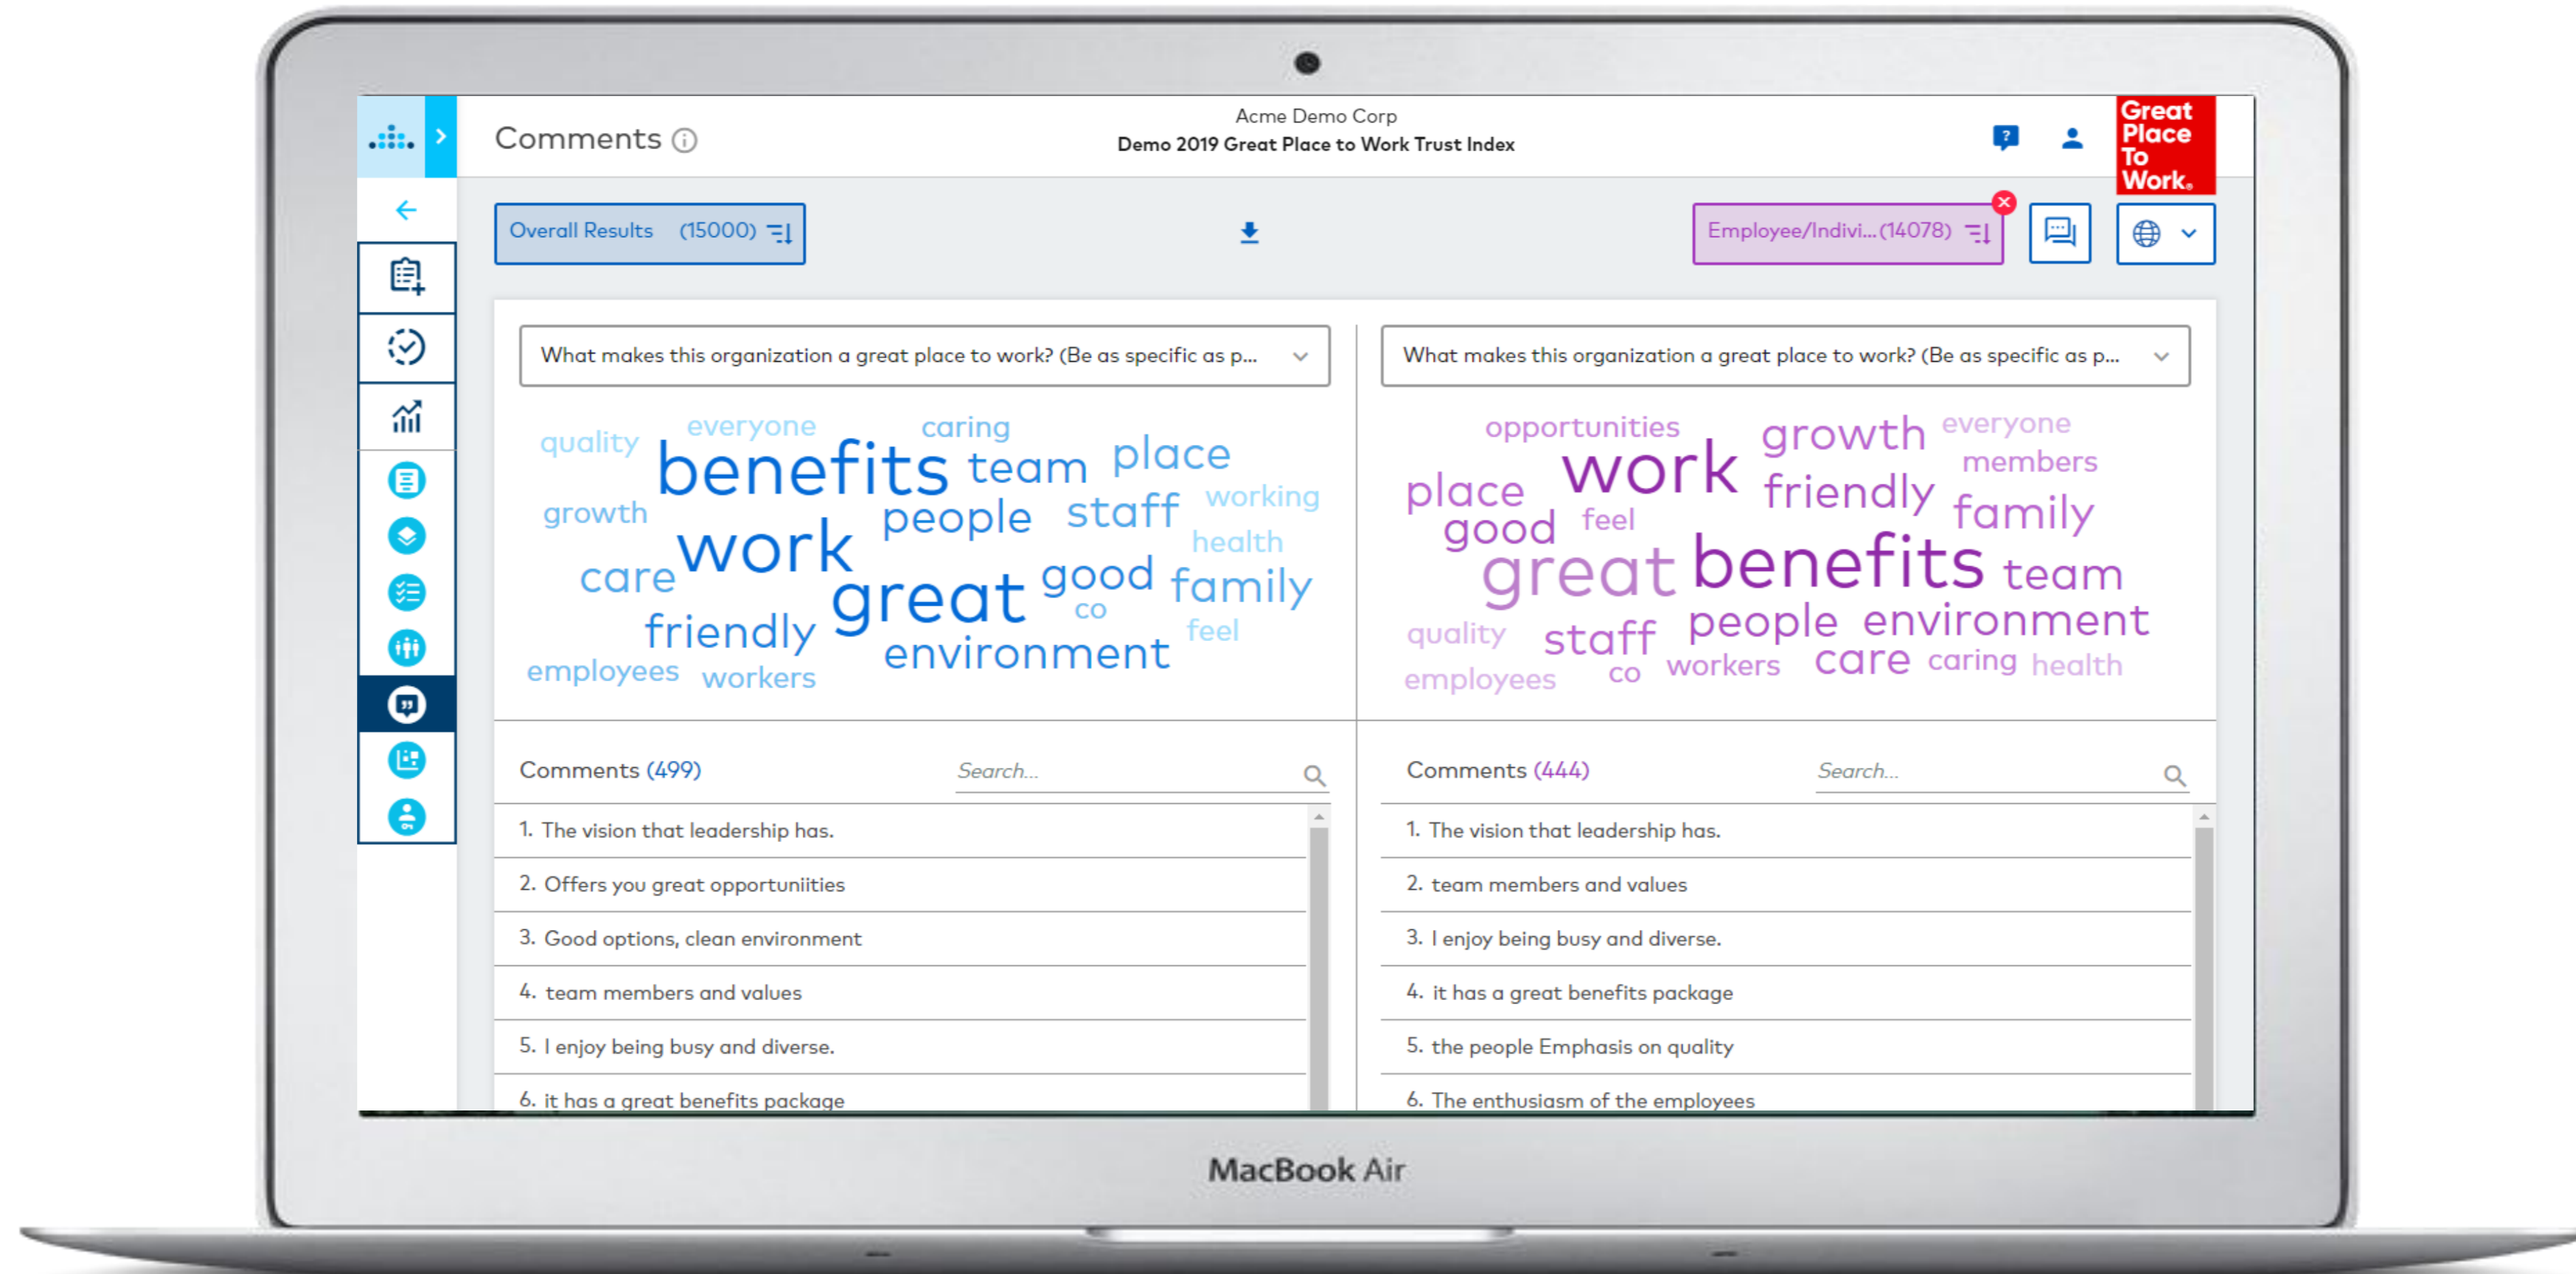 Comments
Acme Demo Corp
Demo 2019 Great Place to Work Trust Index
Great
Place
To
Work®
Overall Results (15000)
Employee/Indivi...(14078)
What makes this organization a great place to work? (Be as specific as p...
quality
everyone
caring
benefits
team
place
growth
people
staff
working
work
health
care
great
good
family
co
friendly
environment
feel
employees
workers
What makes this organization a great place to work? (Be as specific as p...
opportunities
growth
everyone
work
members
place
friendly
family
good
feel
great
benefits
team
quality
staff
people
environment
employees
co
workers
care
caring
health
Comments (499)
Search...
1. The vision that leadership has.
2. Offers you great opportuniities
3. Good options, clean environment
4. team members and values
5. I enjoy being busy and diverse.
6. it has a great benefits package
Comments (444)
Search...
1. The vision that leadership has.
2. team members and values
3. I enjoy being busy and diverse.
4. it has a great benefits package
5. the people Emphasis on quality
6. The enthusiasm of the employees
MacBook Air